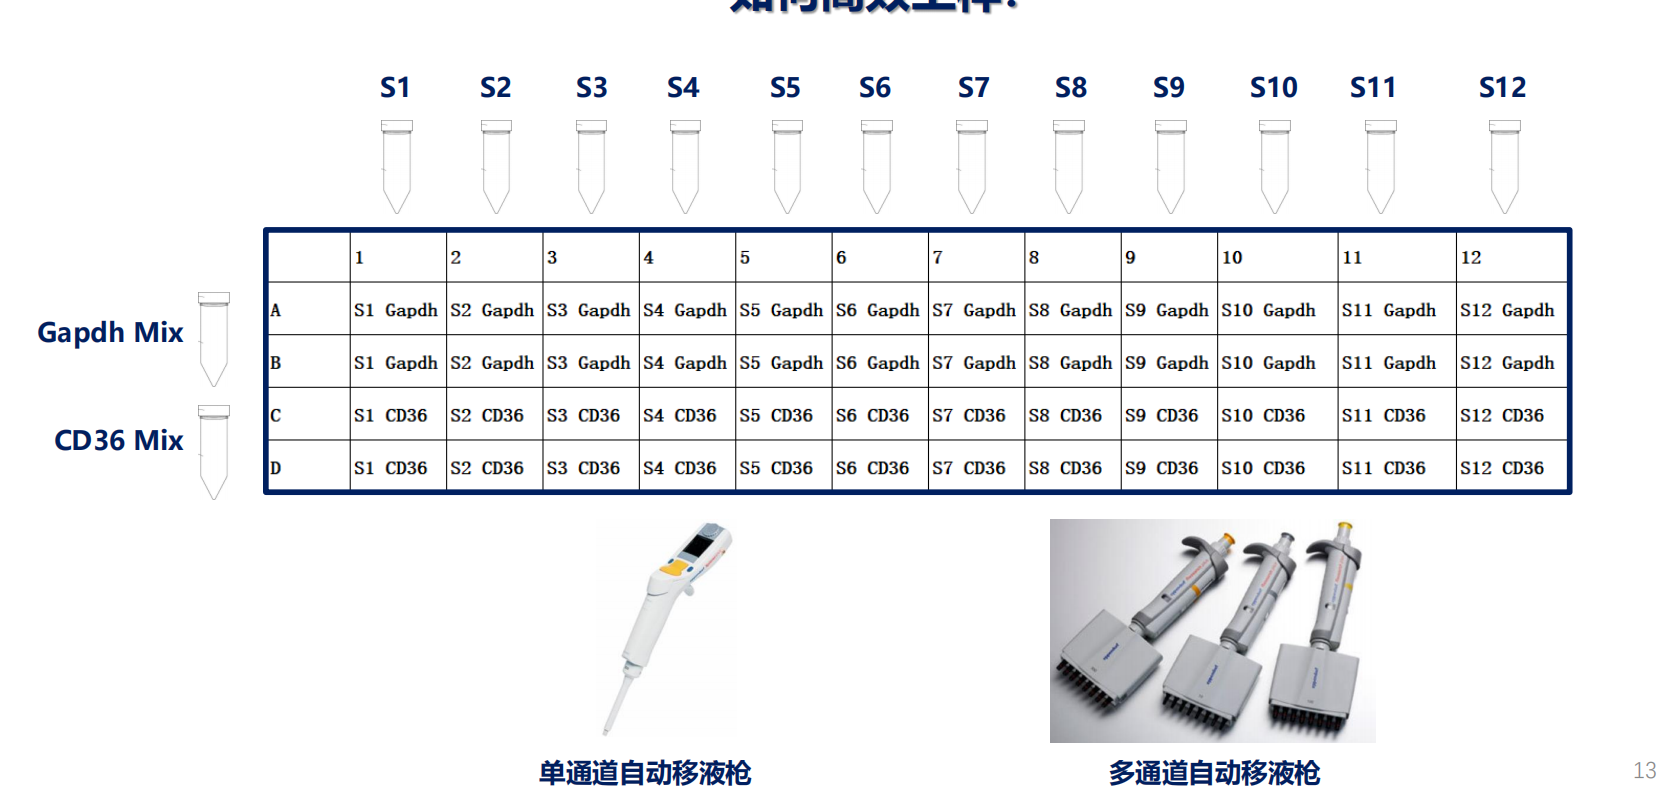 如何高效上样?
S1 S2 S3 S4 S5 S6 S7 S8 S9 S10 S11 S12
1 2 3 4 5 6 7 8 9 10 11 12
Gapdh Mix
A S1 Gapdh S2 Gapdh S3 Gapdh S4 Gapdh S5 Gapdh S6 Gapdh S7 Gapdh S8 Gapdh S9 Gapdh S10 Gapdh S11 Gapdh S12 Gapdh
B S1 Gapdh S2 Gapdh S3 Gapdh S4 Gapdh S5 Gapdh S6 Gapdh S7 Gapdh S8 Gapdh S9 Gapdh S10 Gapdh S11 Gapdh S12 Gapdh
CD36 Mix
C S1 CD36 S2 CD36 S3 CD36 S4 CD36 S5 CD36 S6 CD36 S7 CD36 S8 CD36 S9 CD36 S10 CD36 S11 CD36 S12 CD36
D S1 CD36 S2 CD36 S3 CD36 S4 CD36 S5 CD36 S6 CD36 S7 CD36 S8 CD36 S9 CD36 S10 CD36 S11 CD36 S12 CD36
单通道自动移液枪
多通道自动移液枪
13